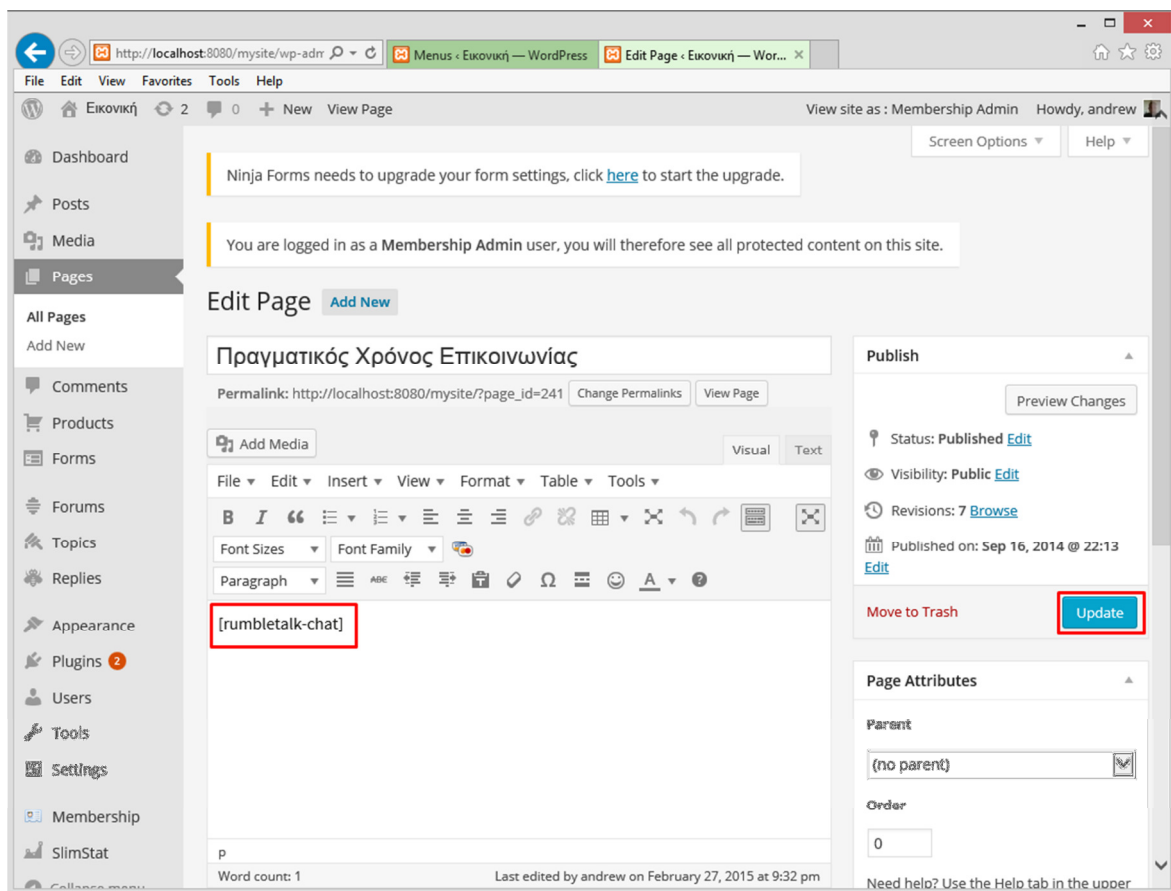 http://localhost:8080/mysite/wp-adm
Menus ‹ Εικονική — WordPress
Edit Page ‹ Εικονική — Wor...
File Edit View Favorites Tools Help
Εικονική 2 0 + New View Page
View site as : Membership Admin Howdy, andrew
Screen Options Help
Dashboard
Posts
Media
Pages
All Pages
Add New
Comments
Products
Forms
Forums
Topics
Replies
Appearance
Plugins 2
Users
Tools
Settings
Membership
SlimStat
Collapse menu
Ninja Forms needs to upgrade your form settings, click here to start the upgrade.
You are logged in as a Membership Admin user, you will therefore see all protected content on this site.
Edit Page Add New
Πραγματικός Χρόνος Επικοινωνίας
Permalink: http://localhost:8080/mysite/?page_id=241 Change Permalinks View Page
Add Media
Visual Text
File Edit Insert View Format Table Tools
B I
Font Sizes Font Family
Paragraph ABC Ω A
[rumbletalk-chat]
p
Word count: 1 Last edited by andrew on February 27, 2015 at 9:32 pm
Publish
Preview Changes
Status: Published Edit
Visibility: Public Edit
Revisions: 7 Browse
Published on: Sep 16, 2014 @ 22:13
Edit
Move to Trash Update
Page Attributes
Parent
(no parent)
Order
0
Need help? Use the Help tab in the upper